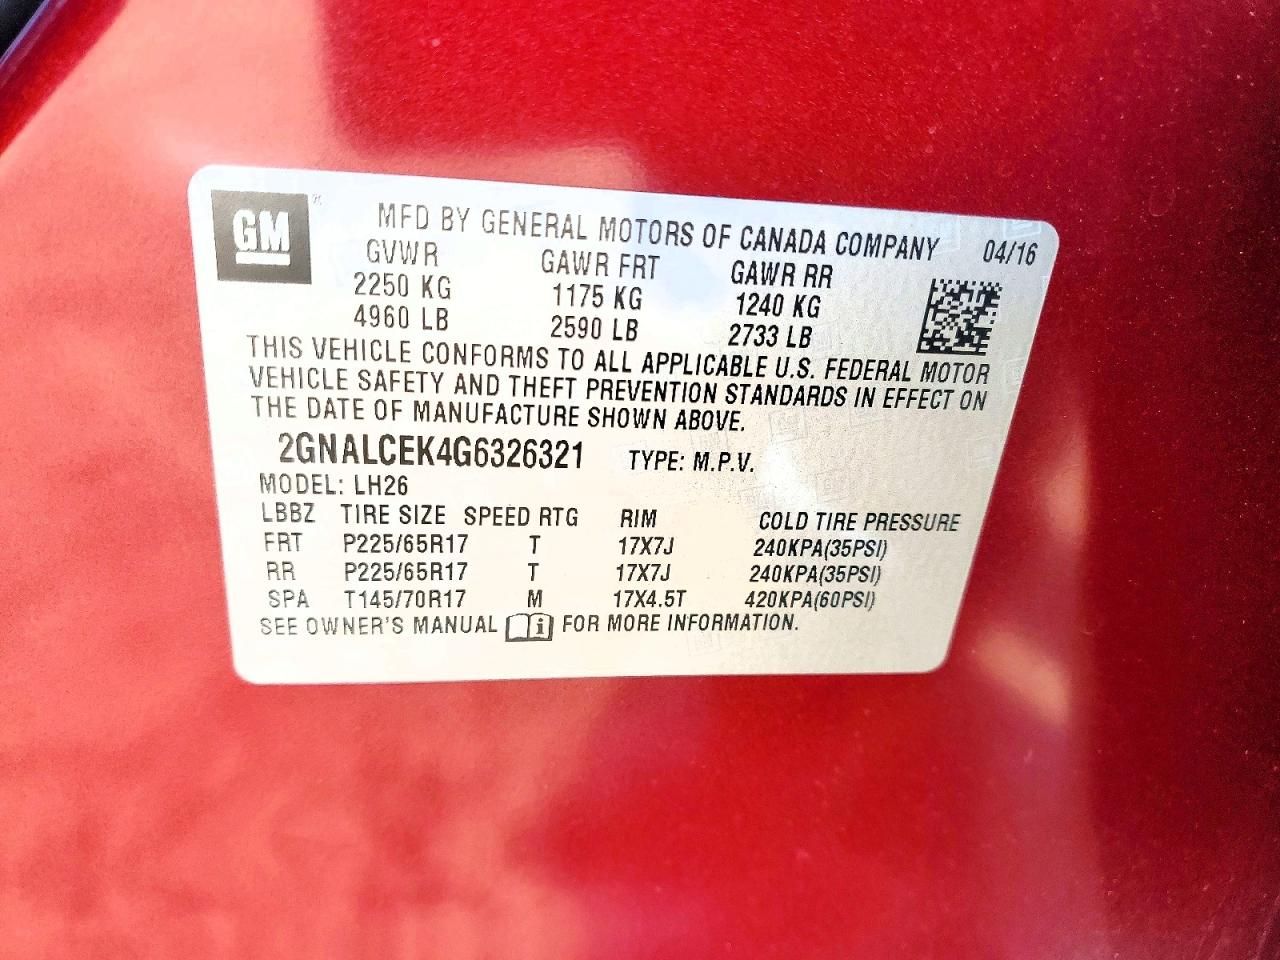 GM ®
MFD BY GENERAL MOTORS OF CANADA COMPANY 04/16
GVWR GAWR FRT GAWR RR
2250 KG 1175 KG 1240 KG
4960 LB 2590 LB 2733 LB
THIS VEHICLE CONFORMS TO ALL APPLICABLE U.S. FEDERAL MOTOR
VEHICLE SAFETY AND THEFT PREVENTION STANDARDS IN EFFECT ON
THE DATE OF MANUFACTURE SHOWN ABOVE.
2GNALCEK4G6326321 TYPE: M.P.V.
MODEL: LH26
LBBZ TIRE SIZE SPEED RTG RIM COLD TIRE PRESSURE
FRT P225/65R17 T 17X7J 240KPA(35PSI)
RR P225/65R17 T 17X7J 240KPA(35PSI)
SPA T145/70R17 M 17X4.5T 420KPA(60PSI)
SEE OWNER'S MANUAL i FOR MORE INFORMATION.